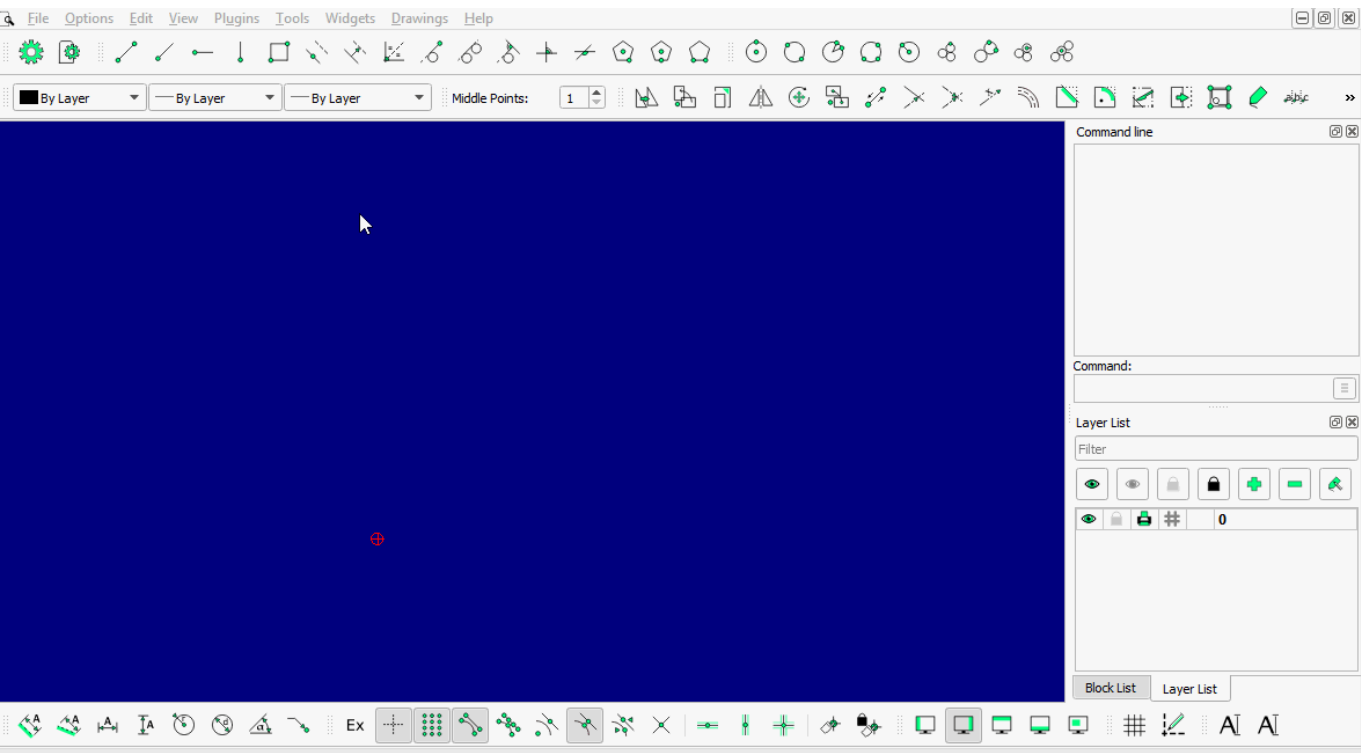 File Options Edit View Plugins Tools Widgets Drawings Help
By Layer By Layer By Layer Middle Points: 1 abc »
Command line
Command:
Layer List
Filter
0
Block List Layer List
A A A A r d α Ex A A